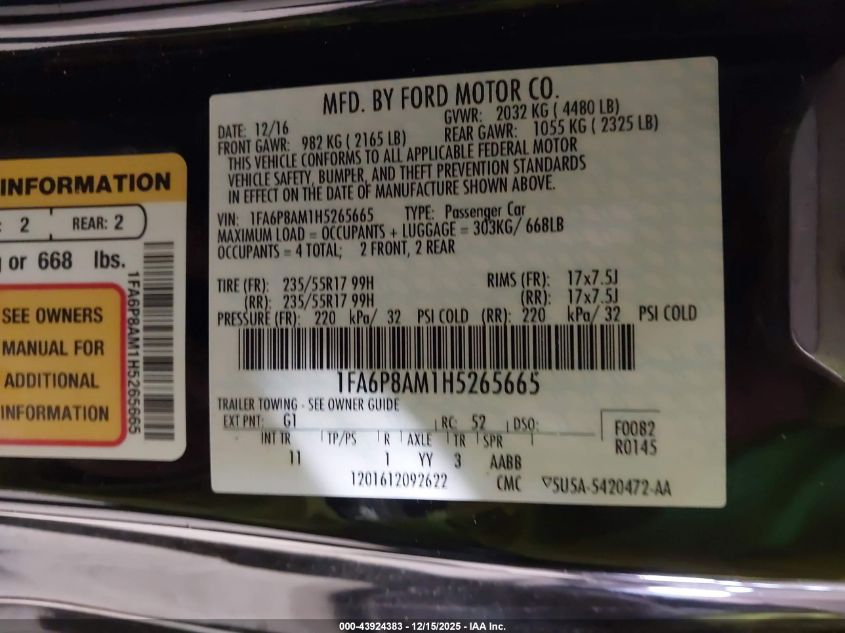 INFORMATION
: 2 REAR: 2
or 668 lbs.
SEE OWNERS
MANUAL FOR
ADDITIONAL
INFORMATION
1FA6P8AM1H5265665
MFD. BY FORD MOTOR CO.
DATE: 12/16 GVWR: 2032 KG ( 4480 LB)
FRONT GAWR: 982 KG ( 2165 LB) REAR GAWR: 1055 KG ( 2325 LB)
THIS VEHICLE CONFORMS TO ALL APPLICABLE FEDERAL MOTOR
VEHICLE SAFETY, BUMPER, AND THEFT PREVENTION STANDARDS
IN EFFECT ON THE DATE OF MANUFACTURE SHOWN ABOVE.
VIN: 1FA6P8AM1H5265665 TYPE: Passenger Car
MAXIMUM LOAD = OCCUPANTS + LUGGAGE = 303KG/ 668LB
OCCUPANTS = 4 TOTAL; 2 FRONT, 2 REAR
TIRE (FR): 235/55R17 99H RIMS (FR): 17x7.5J
(RR): 235/55R17 99H (RR): 17x7.5J
PRESSURE (FR): 220 kPa/ 32 PSI COLD (RR): 220 kPa/ 32 PSI COLD
1FA6P8AM1H5265665
TRAILER TOWING - SEE OWNER GUIDE
EXT PNT: G1 RC: 52 DSO: F0082
R0145
INT TR TP/PS R AXLE TR SPR
11 1 YY 3 AABB
1201612092622 CMC ▽SUSA-5420472-AA
000-43924383 - 12/15/2025 - IAA Inc.